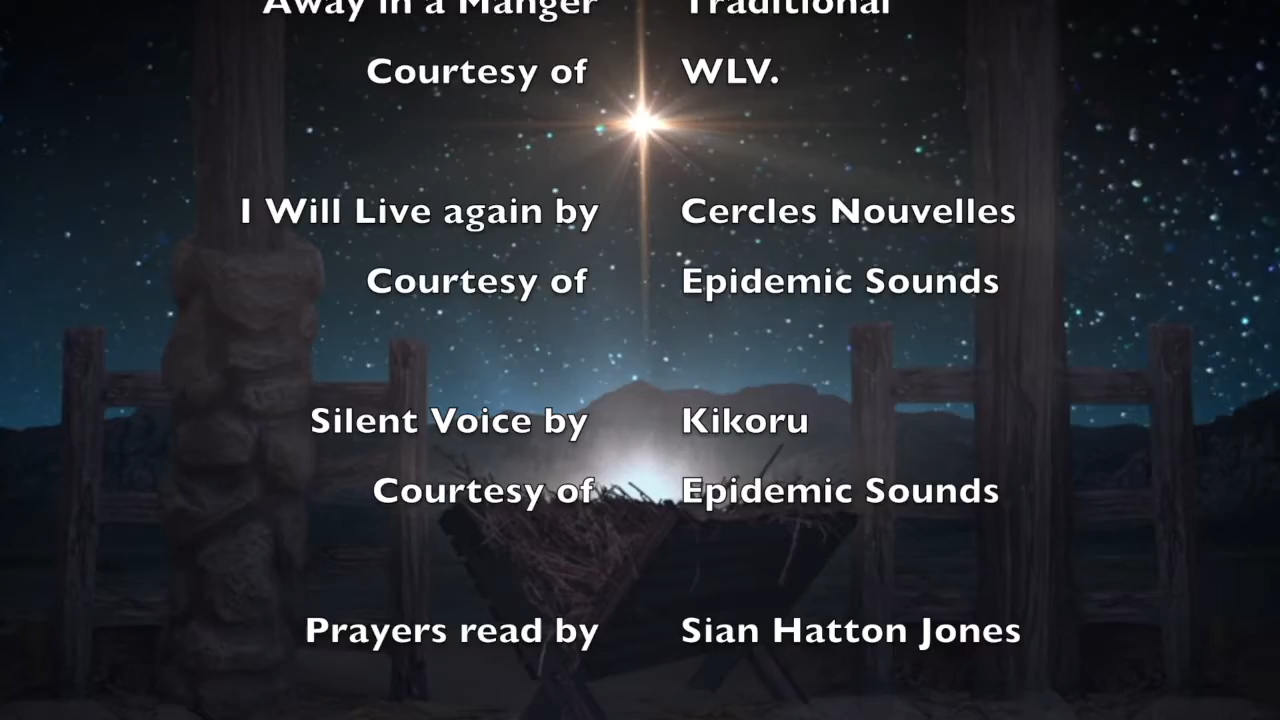 Away in a Manger Traditional
Courtesy of WLV.
I Will Live again by Cercles Nouvelles
Courtesy of Epidemic Sounds
Silent Voice by Kikoru
Courtesy of Epidemic Sounds
Prayers read by Sian Hatton Jones